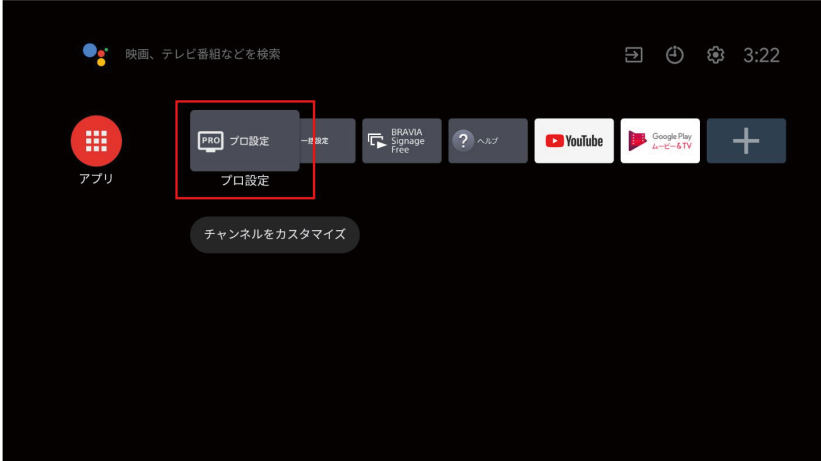 映画、テレビ番組などを検索
3:22
PRO プロ設定
一括設定
BRAVIA
Signage
Free
? ヘルプ
YouTube
Google Play
ムービー&TV
アプリ
プロ設定
チャンネルをカスタマイズ